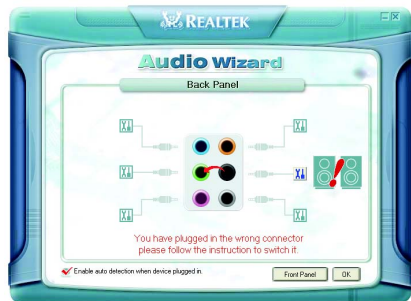 REALTEK
Audio Wizard
Back Panel
You have plugged in the wrong connector
please follow the instruction to switch it.
Enable auto detection when device plugged in.
Front Panel
OK